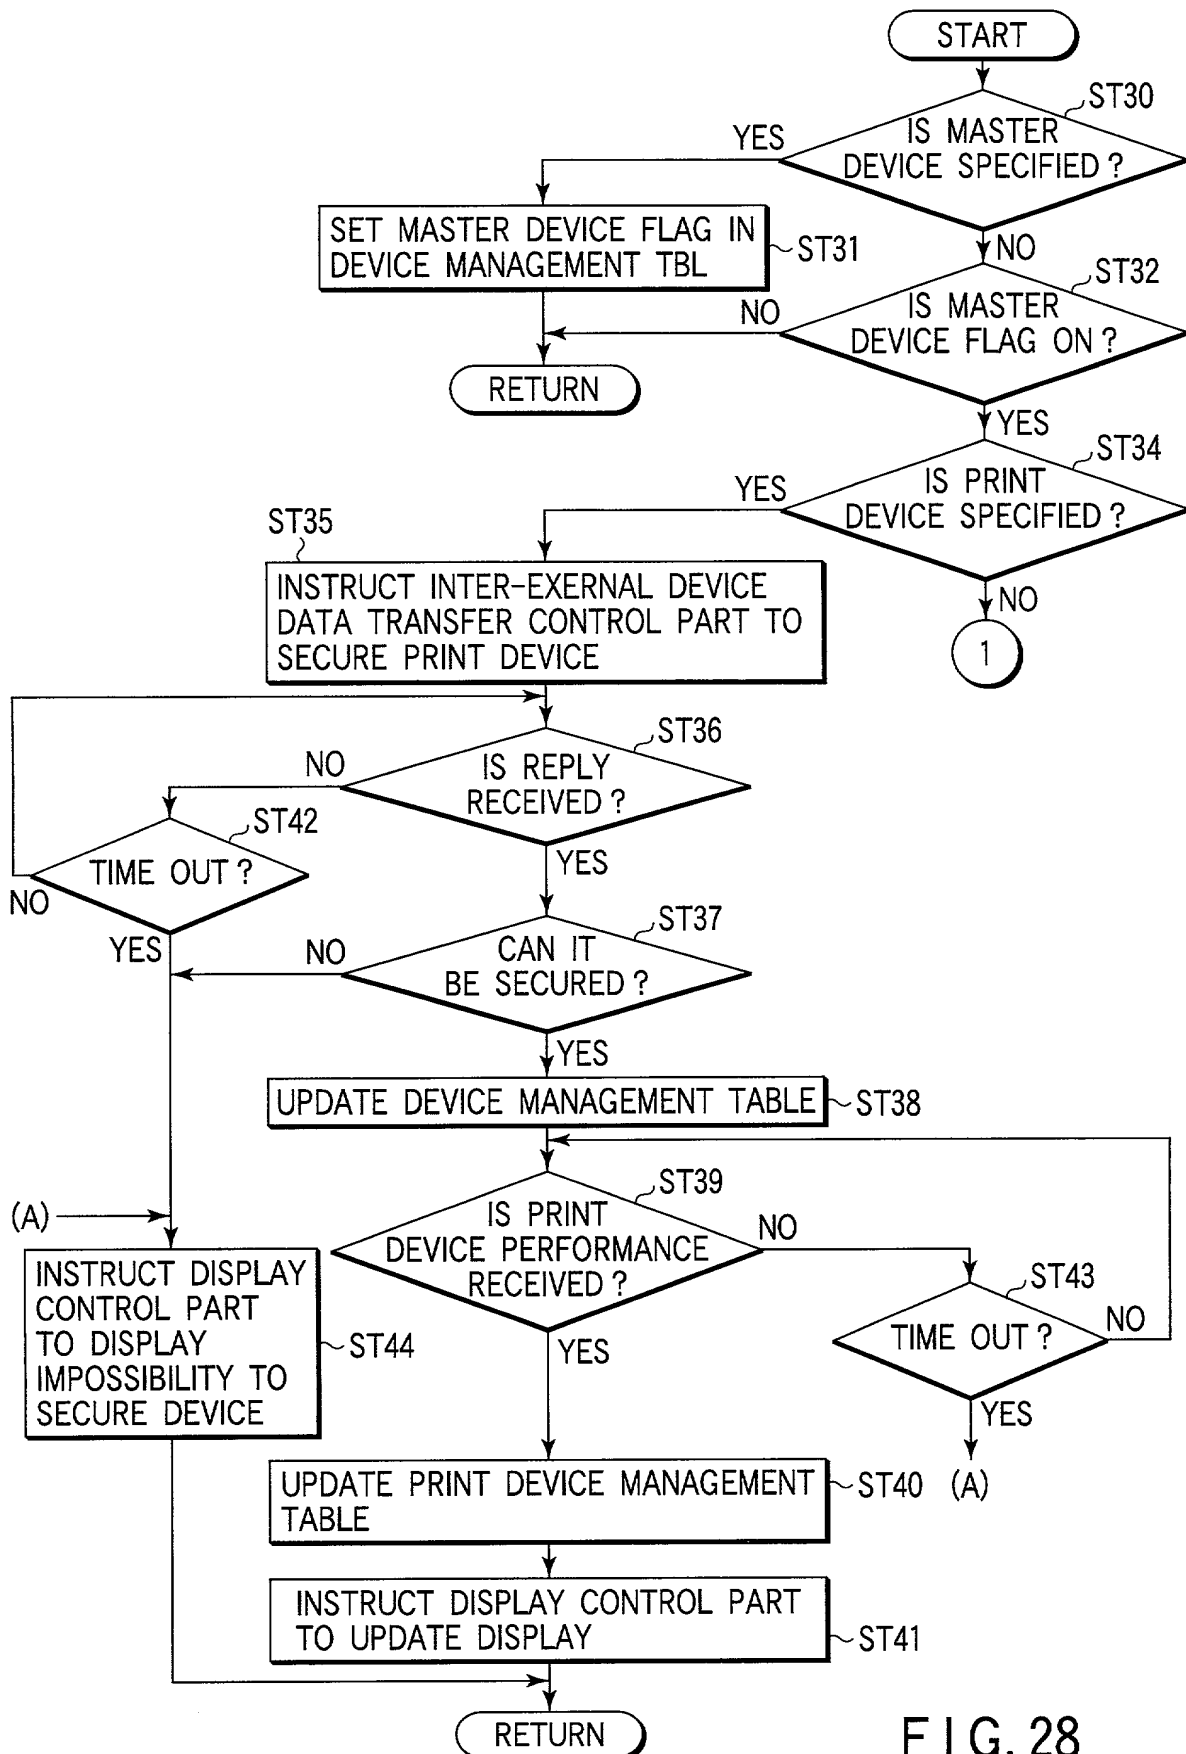 START
ST30
YES
IS MASTER
DEVICE SPECIFIED?
SET MASTER DEVICE FLAG IN
DEVICE MANAGEMENT TBL
ST31
NO
ST32
IS MASTER
DEVICE FLAG ON?
NO
RETURN
YES
ST34
YES
IS PRINT
DEVICE SPECIFIED?
ST35
INSTRUCT INTER-EXERNAL DEVICE
DATA TRANSFER CONTROL PART TO
SECURE PRINT DEVICE
NO
1
ST36
NO
IS REPLY
RECEIVED?
ST42
TIME OUT?
NO
YES
YES
ST37
NO
CAN IT
BE SECURED?
YES
UPDATE DEVICE MANAGEMENT TABLE
ST38
ST39
(A)
IS PRINT
DEVICE PERFORMANCE
RECEIVED?
NO
INSTRUCT DISPLAY
CONTROL PART
TO DISPLAY
IMPOSSIBILITY TO
SECURE DEVICE
ST44
ST43
TIME OUT?
NO
YES
YES
(A)
UPDATE PRINT DEVICE MANAGEMENT
TABLE
ST40
INSTRUCT DISPLAY CONTROL PART
TO UPDATE DISPLAY
ST41
RETURN
FIG. 28